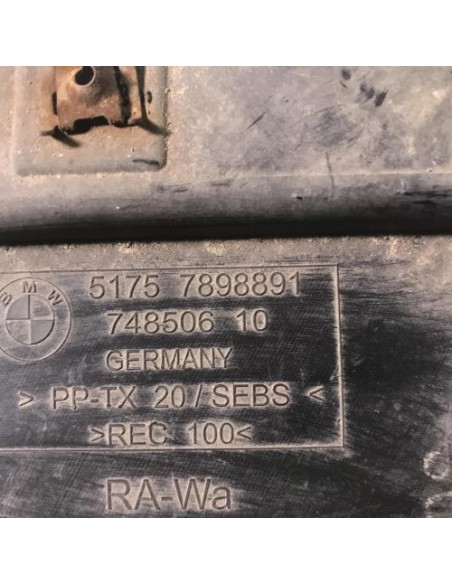 BMW
5175 7898891
748506 10
GERMANY
> PP-TX 20 / SEBS <
>REC 100<
RA-Wa